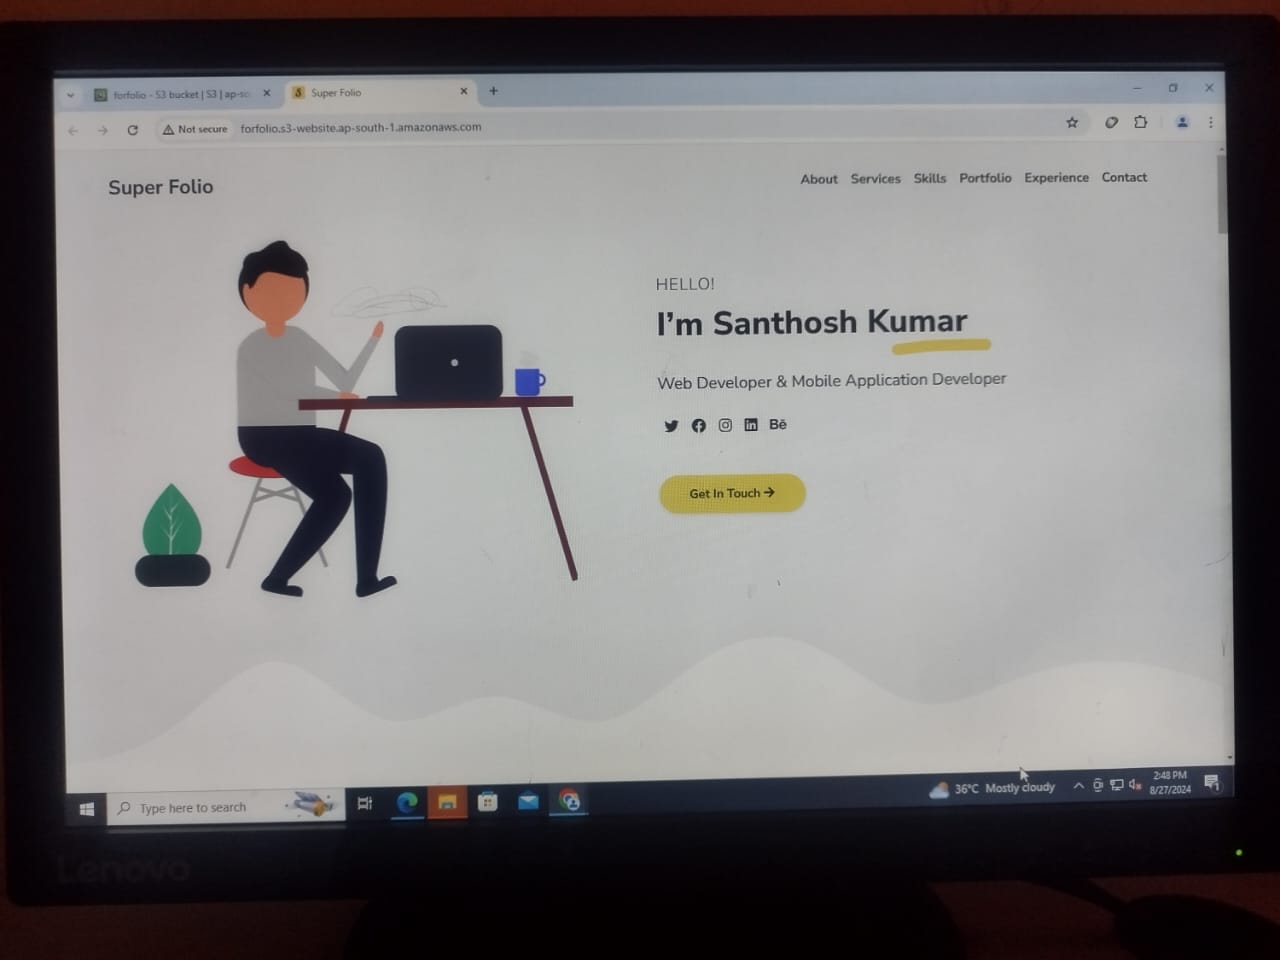 forfolio - S3 bucket | S3 | ap-so
Super Folio
Not secure
forfolio.s3-website.ap-south-1.amazonaws.com
Super Folio
About Services Skills Portfolio Experience Contact
HELLO!
I'm Santhosh Kumar
Web Developer & Mobile Application Developer
Bē
Get In Touch →
Type here to search
36°C Mostly cloudy
2:48 PM
8/27/2024
1
Lenovo